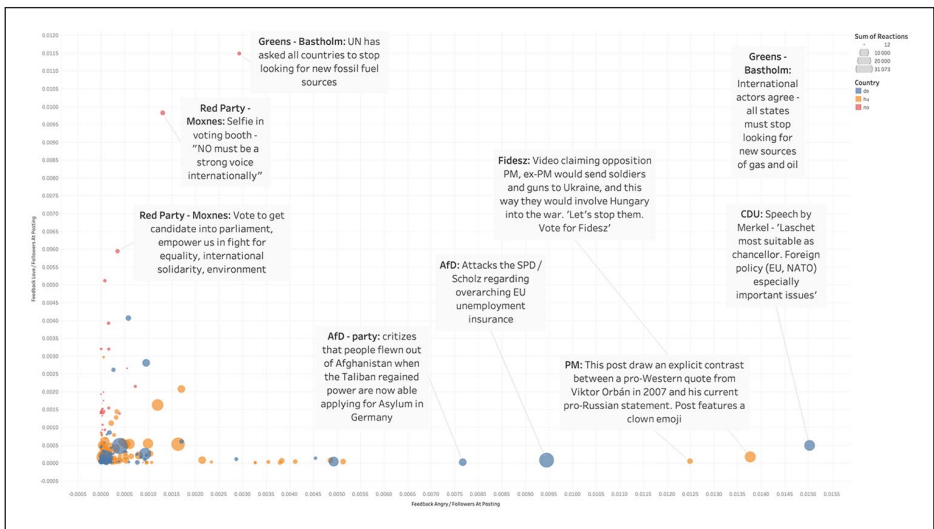 Greens - Bastholm: UN has
asked all countries to stop
looking for new fossil fuel
sources
Red Party -
Moxnes: Selfie in
voting booth -
"NO must be a
strong voice
internationally"
Red Party - Moxnes: Vote to get
candidate into parliament,
empower us in fight for
equality, international
solidarity, environment
Greens -
Bastholm:
International
actors agree -
all states
must stop
looking for
new sources
of gas and oil
Fidesz: Video claiming opposition
PM, ex-PM would send soldiers
and guns to Ukraine, and this
way they would involve Hungary
into the war. 'Let's stop them.
Vote for Fidesz'
CDU: Speech by
Merkel - 'Laschet
most suitable as
chancellor. Foreign
policy (EU, NATO)
especially
important issues'
AfD: Attacks the SPD /
Scholz regarding
overarching EU
unemployment
insurance
AfD - party: critizes
that people flewn out
of Afghanistan when
the Taliban regained
power are now able
applying for Asylum in
Germany
PM: This post draw an explicit contrast
between a pro-Western quote from
Viktor Orbán in 2007 and his current
pro-Russian statement. Post features a
clown emoji
Sum of Reactions
12
10 000
20 000
31 073
Country
de
hu
no
Feedback Love / Followers At Posting
0.0120
0.0115
0.0110
0.0105
0.0100
0.0095
0.0090
0.0085
0.0080
0.0075
0.0070
0.0065
0.0060
0.0055
0.0050
0.0045
0.0040
0.0035
0.0030
0.0025
0.0020
0.0015
0.0010
0.0005
0.0000
-0.0005
-0.0005 0.0000 0.0005 0.0010 0.0015 0.0020 0.0025 0.0030 0.0035 0.0040 0.0045 0.0050 0.0055 0.0060 0.0065 0.0070 0.0075 0.0080 0.0085 0.0090 0.0095 0.0100 0.0105 0.0110 0.0115 0.0120 0.0125 0.0130 0.0135 0.0140 0.0145 0.0150 0.0155
Feedback Angry / Followers At Posting